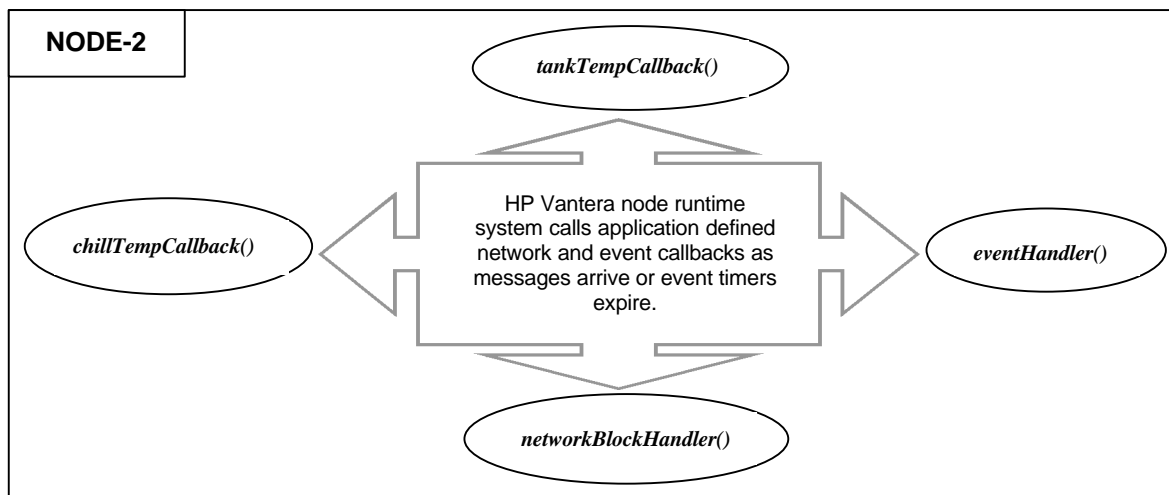 NODE-2
tankTempCallback()
HP Vantera node runtime
system calls application defined
network and event callbacks as
messages arrive or event timers
expire.
chillTempCallback()
eventHandler()
networkBlockHandler()